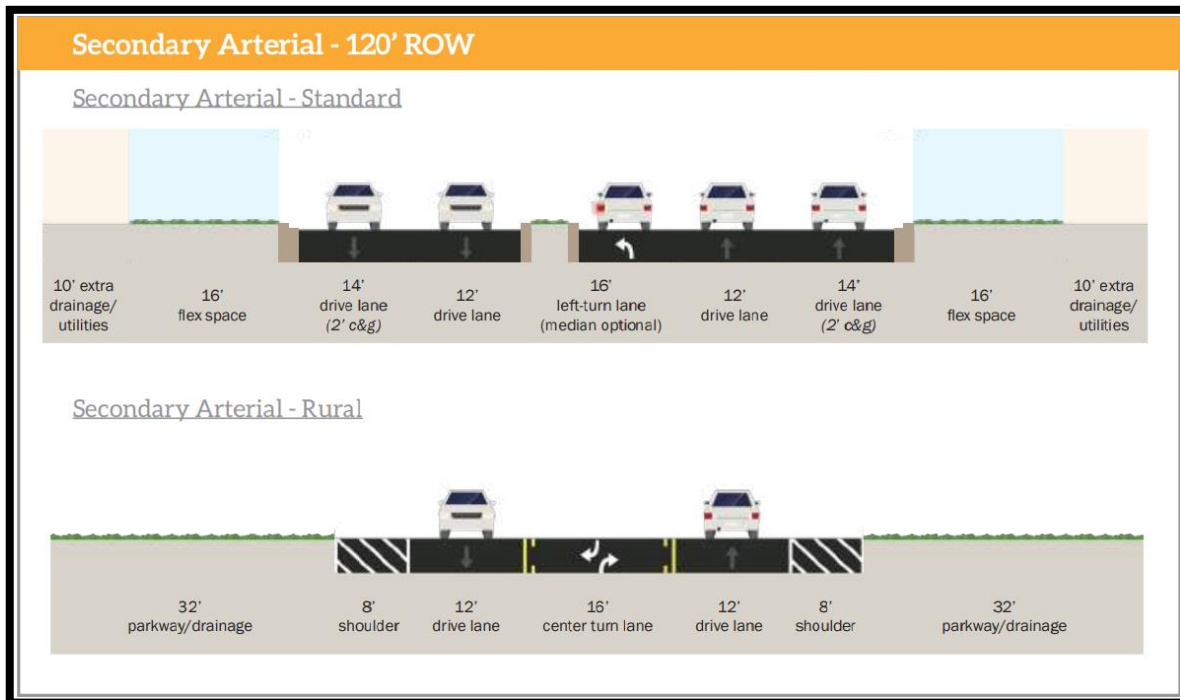 Secondary Arterial - 120’ ROW
Secondary Arterial - Standard
10’ extra
drainage/
utilities
16’
flex space
14’
drive lane
(2’ c&g)
12’
drive lane
16’
left-turn lane
(median optional)
12’
drive lane
14’
drive lane
(2’ c&g)
16’
flex space
10’ extra
drainage/
utilities
Secondary Arterial - Rural
32’
parkway/drainage
8’
shoulder
12’
drive lane
16’
center turn lane
12’
drive lane
8’
shoulder
32’
parkway/drainage